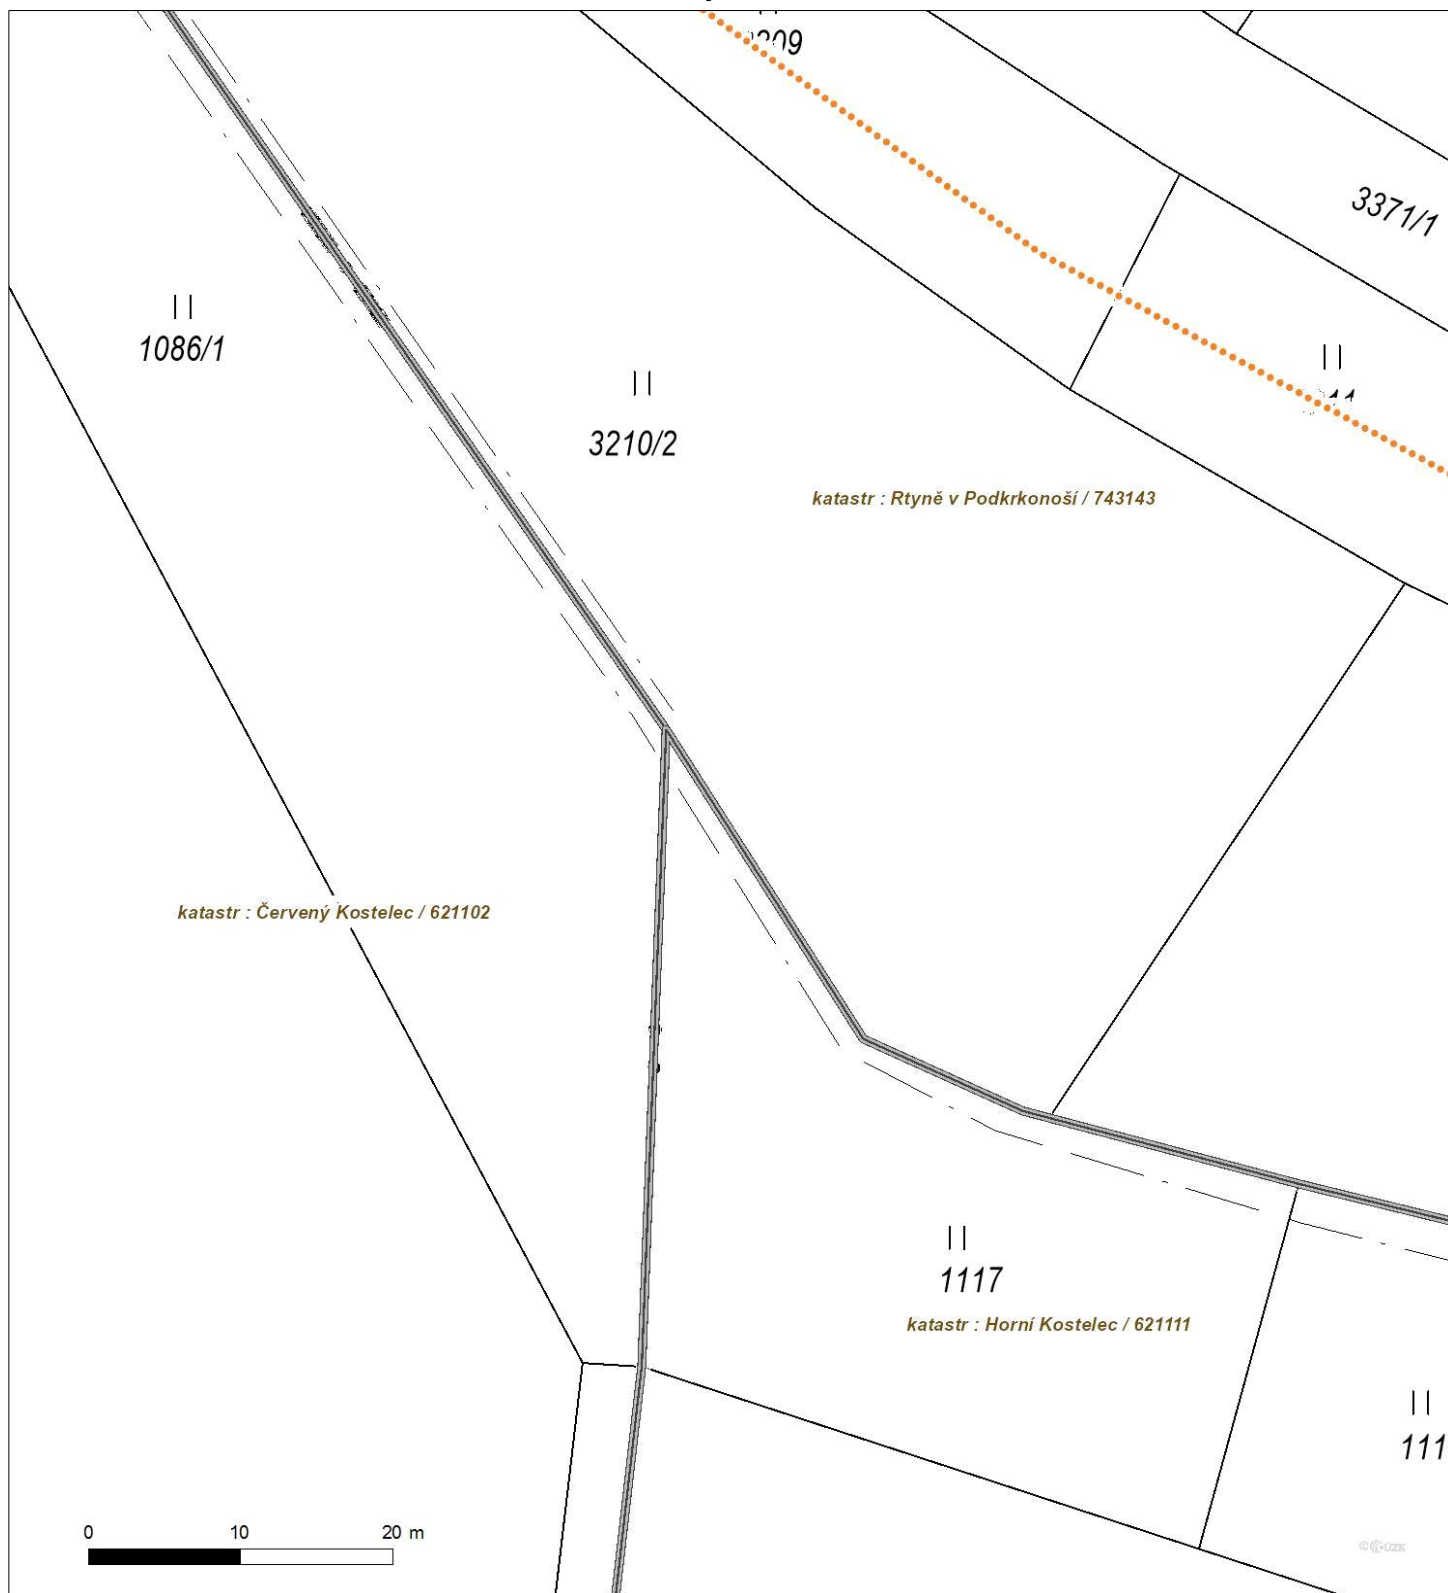 3371/1
1086/1
3210/2
katastr : Rtyně v Podkrkonoší / 743143
katastr : Červený Kostelec / 621102
1117
katastr : Horní Kostelec / 621111
111
0 10 20 m